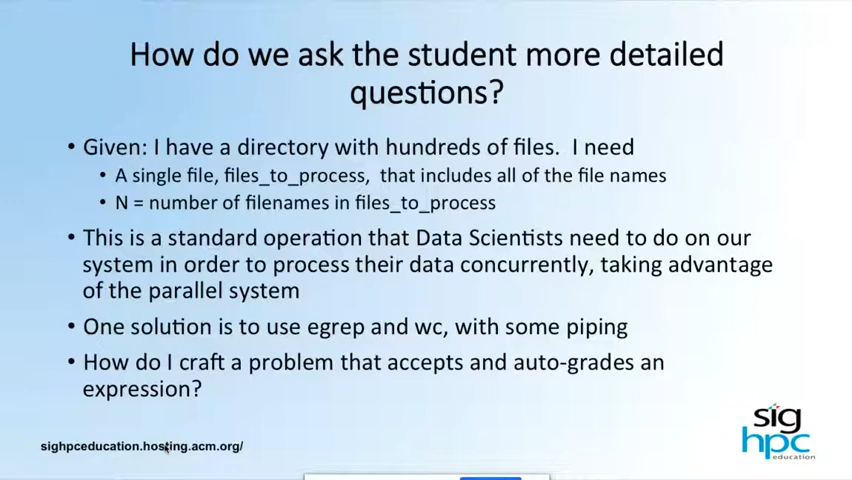 How do we ask the student more detailed
questions?
• Given: I have a directory with hundreds of files.  I need
• A single file, files_to_process,  that includes all of the file names
• N = number of filenames in files_to_process
• This is a standard operation that Data Scientists need to do on our
system in order to process their data concurrently, taking advantage
of the parallel system
• One solution is to use egrep and wc, with some piping
• How do I craft a problem that accepts and auto-grades an
expression?
sighpceducation.hosting.acm.org/
sig
hpc
education